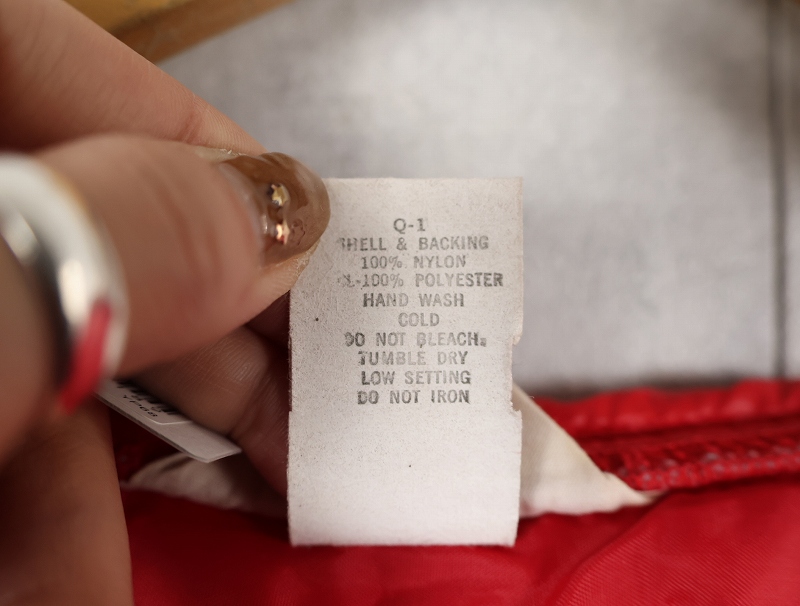 Q-1
SHELL & BACKING
100% NYLON
100% POLYESTER
HAND WASH
COLD
DO NOT BLEACH.
TUMBLE DRY
LOW SETTING
DO NOT IRON